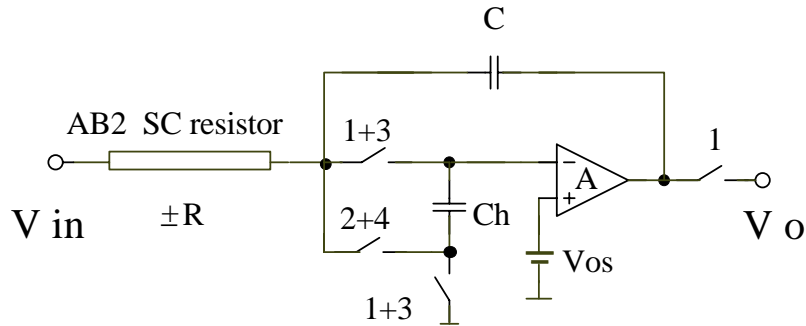 C
AB2 SC resistor
1+3
1
−
A
+
V in
±R
2+4
Ch
V o
Vos
1+3